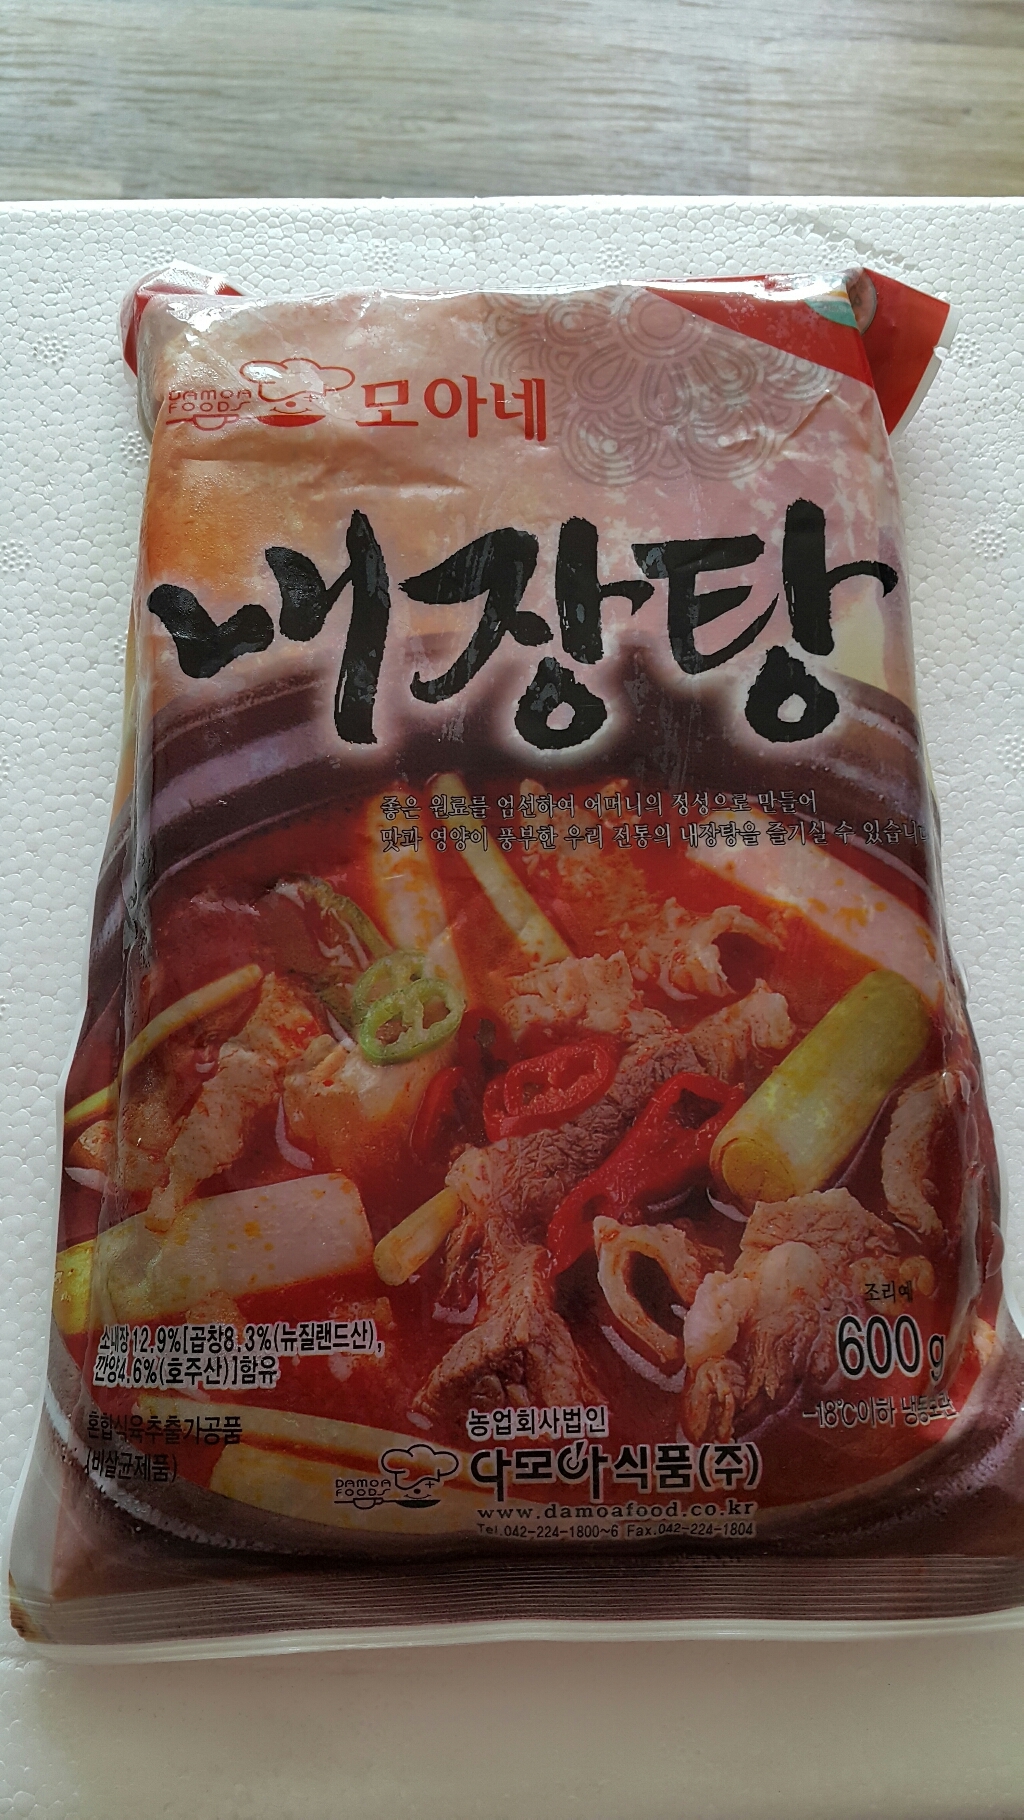 DAMOA
FOODS
모아네
내장탕
좋은 원료를 엄선하여 어머니의 정성으로 만들어
맛과 영양이 풍부한 우리 전통의 내장탕을 즐기실 수 있습니다
조리예
600g
-18℃이하 냉동보관
소내장12.9%[곱창8.3%(뉴질랜드산),
깐양4.6%(호주산)]함유
혼합식육추출가공품
(비살균제품)
농업회사법인
DAMOA
FOODS
다모아식품(주)
www.damoafood.co.kr
Tel.042-224-1800~6 Fax.042-224-1804